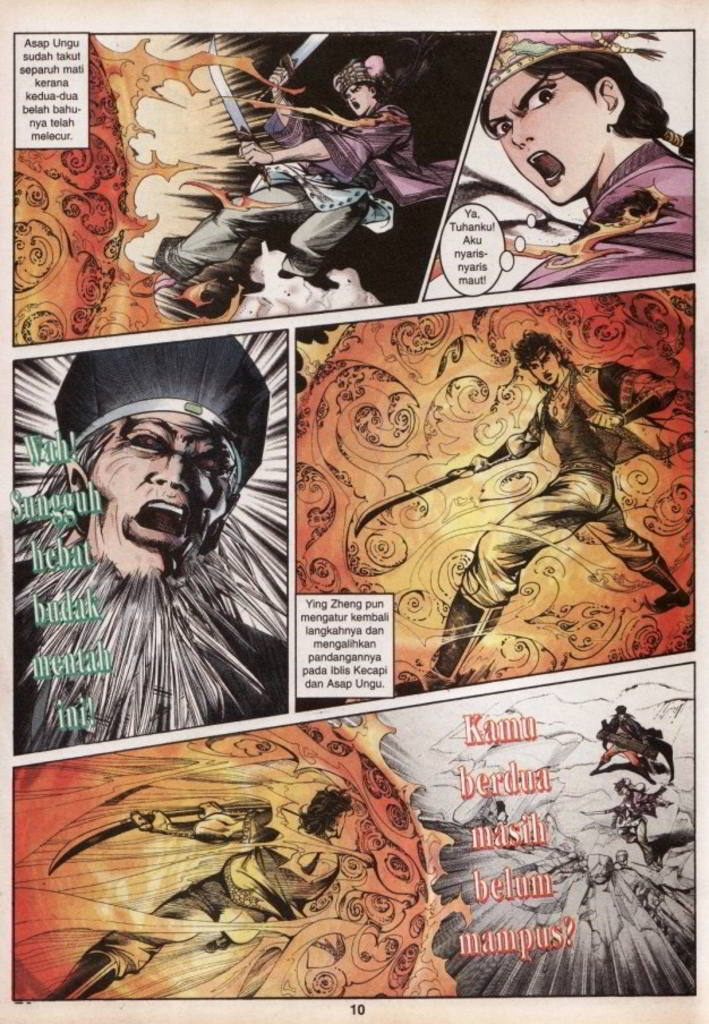 Asap Ungu
sudah takut
separuh mati
kerana
kedua-dua
belah bahu-
nya telah
melecur.
Ya,
Tuhanku!
Aku
nyaris-
nyaris
maut!
Wah!
Sungguh
hebat
budak
mentah
ini!
Ying Zheng pun
mengatur kembali
langkahnya dan
mengalihkan
pandangannya
pada Iblis Kecapi
dan Asap Ungu.
Kamu
berdua
masih
belum
mampus?
10